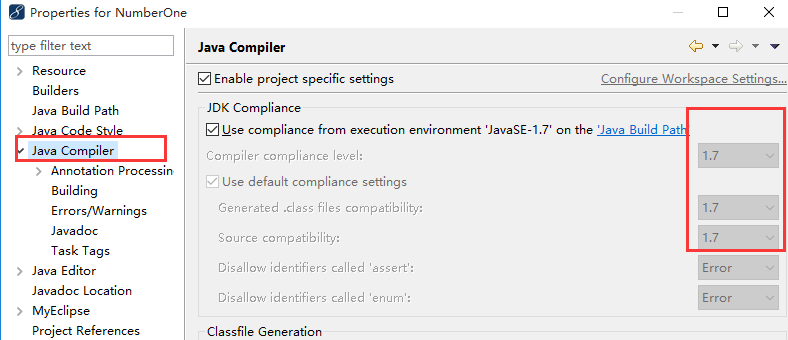 Properties for NumberOne
type filter text
Resource
Builders
Java Build Path
Java Code Style
Java Compiler
Annotation Processin
Building
Errors/Warnings
Javadoc
Task Tags
Java Editor
Javadoc Location
MyEclipse
Project References
Java Compiler
Enable project specific settings
Configure Workspace Settings...
JDK Compliance
Use compliance from execution environment 'JavaSE-1.7' on the 'Java Build Path'
Compiler compliance level: 1.7
Use default compliance settings
Generated .class files compatibility: 1.7
Source compatibility: 1.7
Disallow identifiers called 'assert': Error
Disallow identifiers called 'enum': Error
Classfile Generation